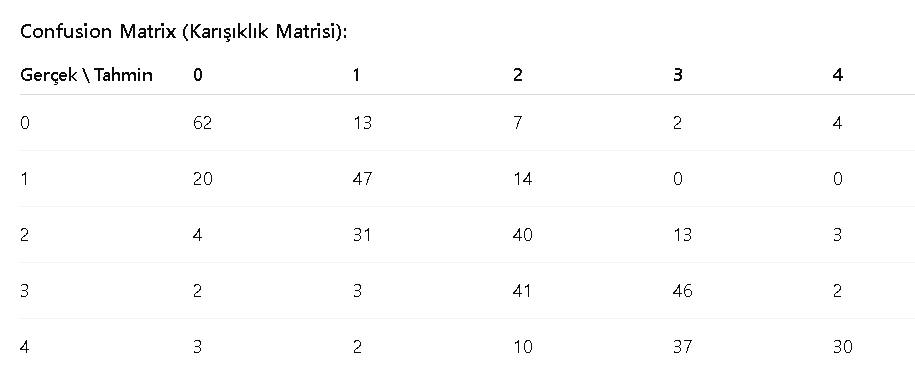 Confusion Matrix (Karışıklık Matrisi):
Gerçek \ Tahmin 0 1 2 3 4
0 62 13 7 2 4
1 20 47 14 0 0
2 4 31 40 13 3
3 2 3 41 46 2
4 3 2 10 37 30